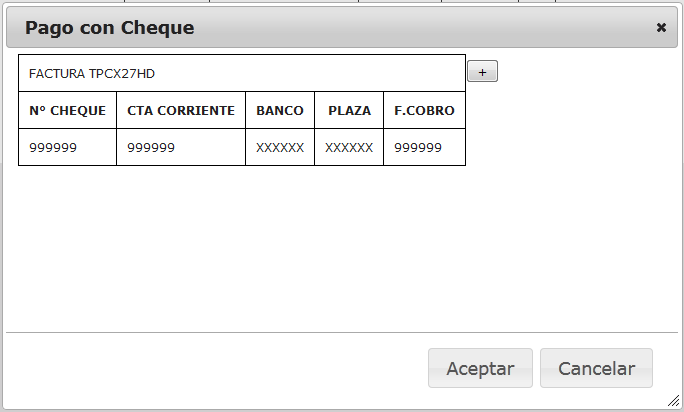 Pago con Cheque
FACTURA TPCX27HD +
Nº CHEQUE CTA CORRIENTE BANCO PLAZA F.COBRO
999999 999999 XXXXXX XXXXXX 999999
Aceptar Cancelar